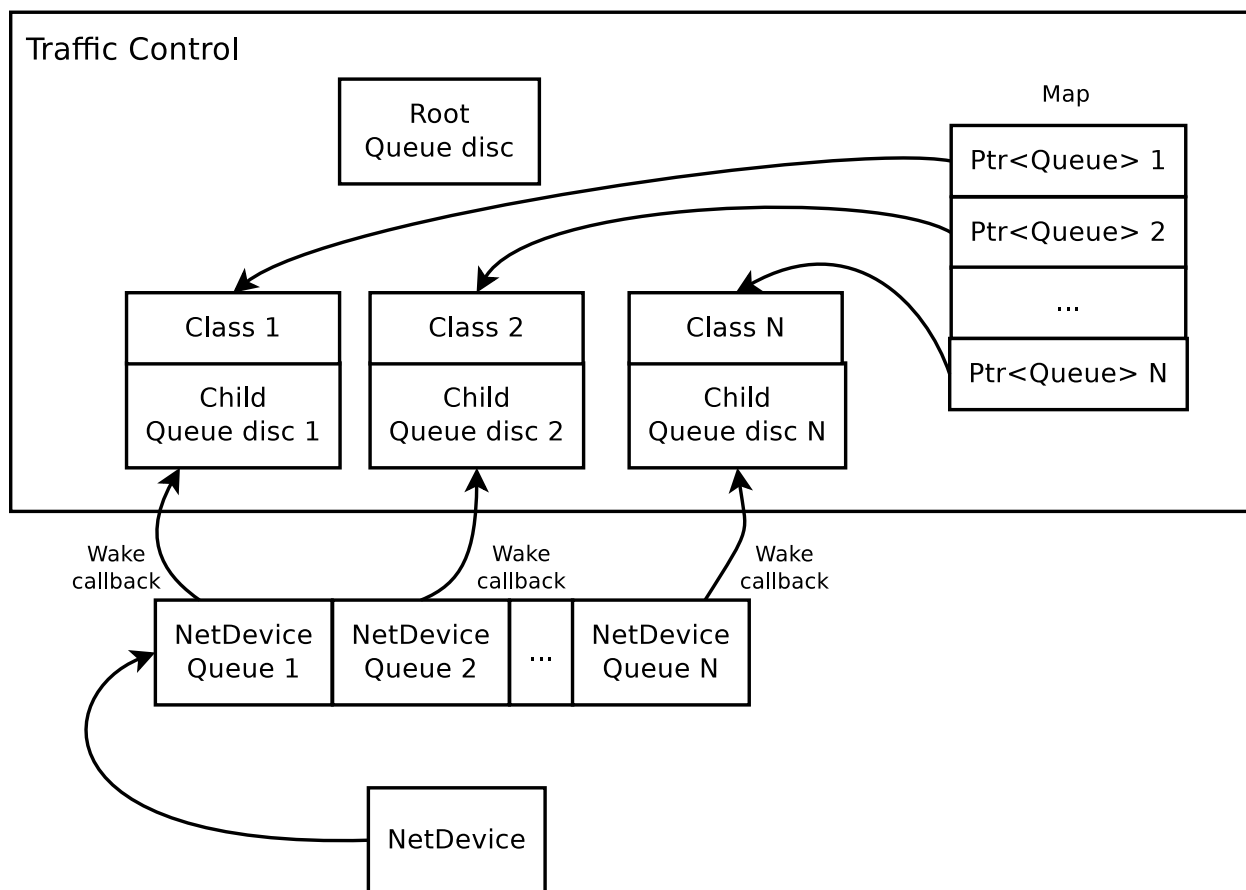 Traffic Control
Root
Queue disc
Map
Ptr<Queue> 1
Ptr<Queue> 2
...
Ptr<Queue> N
Class 1
Child
Queue disc 1
Class 2
Child
Queue disc 2
Class N
Child
Queue disc N
Wake
callback
Wake
callback
Wake
callback
NetDevice
Queue 1
NetDevice
Queue 2
...
NetDevice
Queue N
NetDevice